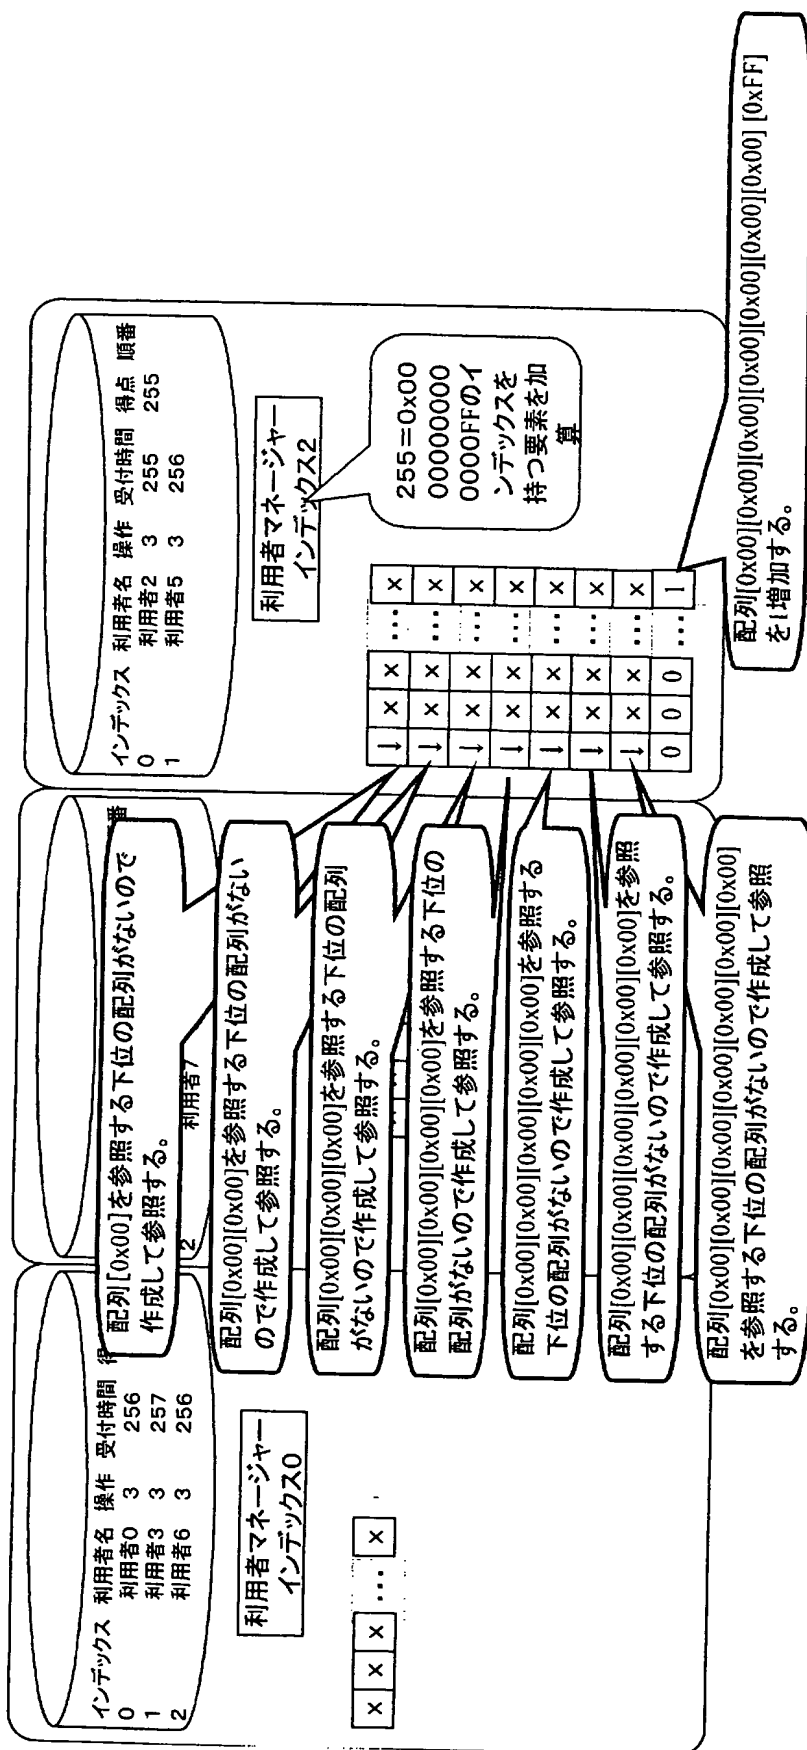 インデックス 利用者名 操作 受付時間 得
0 利用者0 3 256
1 利用者3 3 257
2 利用者6 3 256
利用者マネージャー
インデックス0
× × × … ×
2 利用者7
配列[0x00]を参照する下位の配列がないので
作成して参照する。
配列[0x00][0x00]を参照する下位の配列がない
ので作成して参照する。
配列[0x00][0x00][0x00]を参照する下位の配列
がないので作成して参照する。
配列[0x00][0x00][0x00][0x00]を参照する下位の
配列がないので作成して参照する。
配列[0x00][0x00][0x00][0x00][0x00]を参照する
下位の配列がないので作成して参照する。
配列[0x00][0x00][0x00][0x00][0x00][0x00]を参照
する下位の配列がないので作成して参照する。
配列[0x00][0x00][0x00][0x00][0x00][0x00][0x00]
を参照する下位の配列がないので作成して参照
する。
インデックス 利用者名 操作 受付時間 得点 順番
0 利用者2 3 255 255
1 利用者5 3 256
利用者マネージャー
インデックス2
255=0x00
00000000
0000FFのイ
ンデックスを
持つ要素を加
算
↓ × × … ×
↓ × × … ×
↓ × × … ×
↓ × × … ×
↓ × × … ×
↓ × × … ×
↓ × × … ×
0 0 0 … 1
配列[0x00][0x00][0x00][0x00][0x00][0x00][0x00] [0xFF]
を1増加する。